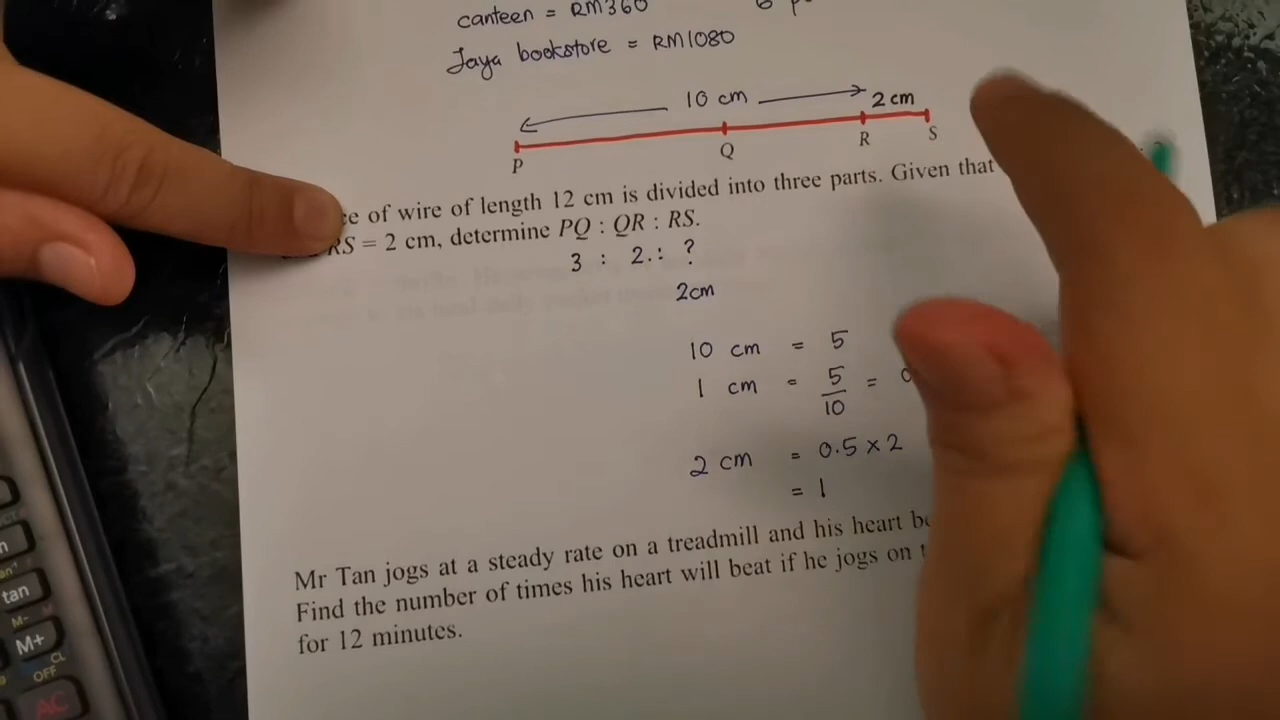 canteen = RM360
Jaya bookstore = RM1080
10 cm
2 cm
P Q R S
of wire of length 12 cm is divided into three parts. Given that
RS = 2 cm, determine PQ : QR : RS.
3 : 2.: ?
2cm
10 cm = 5
1 cm = 5/10 =
2 cm = 0.5 × 2
= 1
Mr Tan jogs at a steady rate on a treadmill and his heart
Find the number of times his heart will beat if he jogs on
for 12 minutes.
tan
M-
M+
CL
OFF
AC